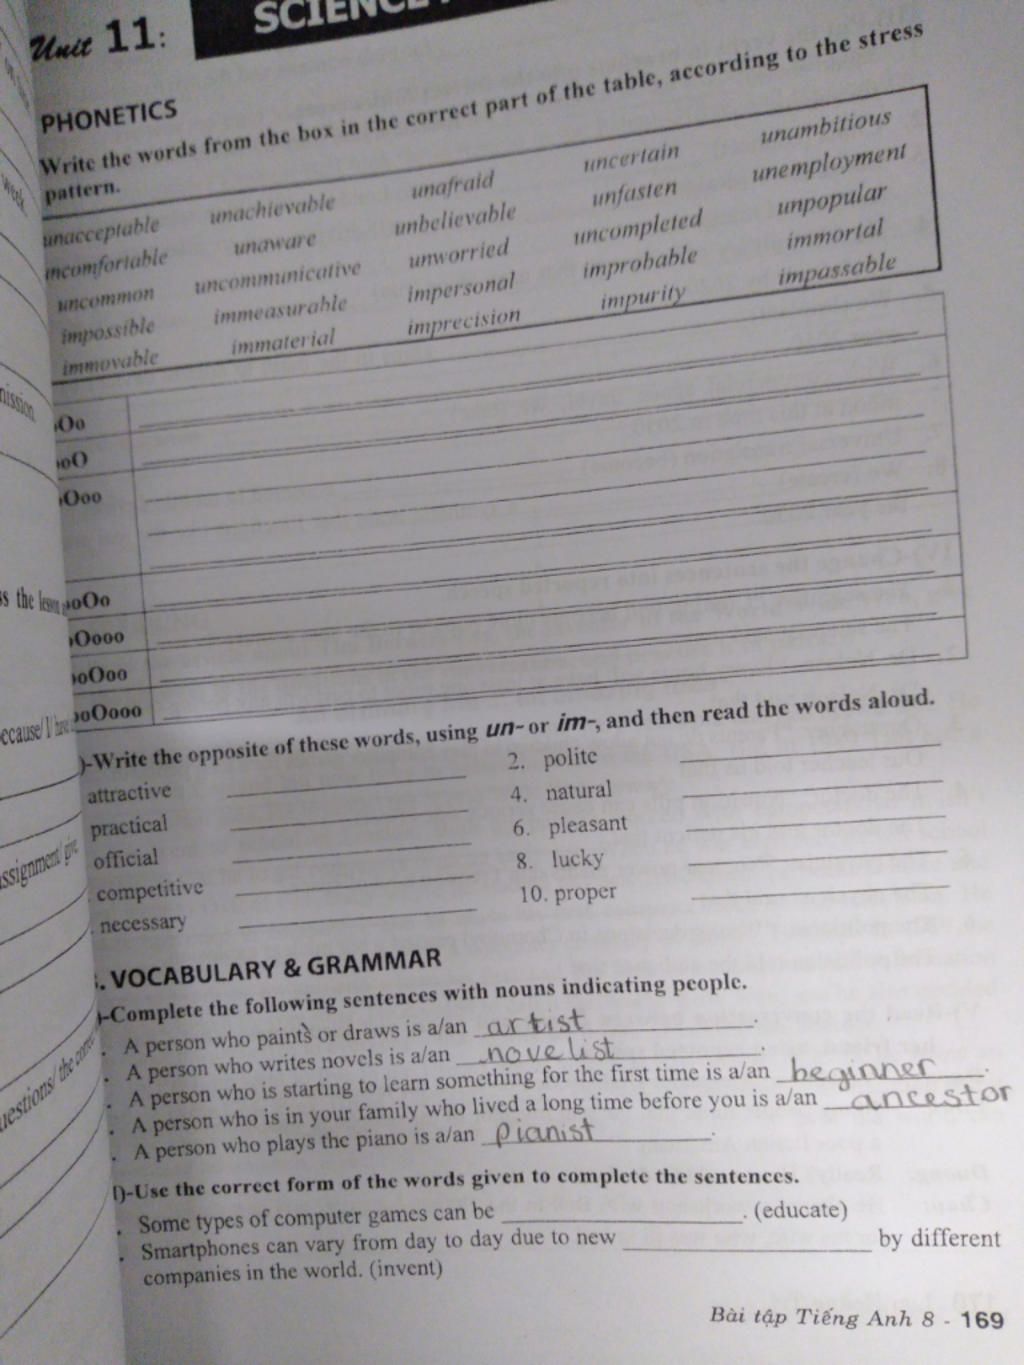 Unit 11:
PHONETICS
Write the words from the box in the correct part of the table, according to the stress
pattern.
unacceptable unachievable unafraid uncertain unambitious
incomfortable unaware unbelievable unfasten unemployment
uncommon uncommunicative unworried uncompleted unpopular
impossible immeasurable impersonal improbable immortal
immovable immaterial imprecision impurity impassable
oOo
ooO
oOoo
ooOo
oOooo
ooOoo
ooOooo
)-Write the opposite of these words, using un- or im-, and then read the words aloud.
attractive 2. polite
practical 4. natural
official 6. pleasant
competitive 8. lucky
necessary 10. proper
. VOCABULARY & GRAMMAR
)-Complete the following sentences with nouns indicating people.
A person who paints or draws is a/an artist.
A person who writes novels is a/an novelist.
A person who is starting to learn something for the first time is a/an beginner.
A person who is in your family who lived a long time before you is a/an ancestor
A person who plays the piano is a/an pianist.
I)-Use the correct form of the words given to complete the sentences.
Some types of computer games can be ____. (educate)
Smartphones can vary from day to day due to new ____ by different
companies in the world. (invent)
Bài tập Tiếng Anh 8 - 169